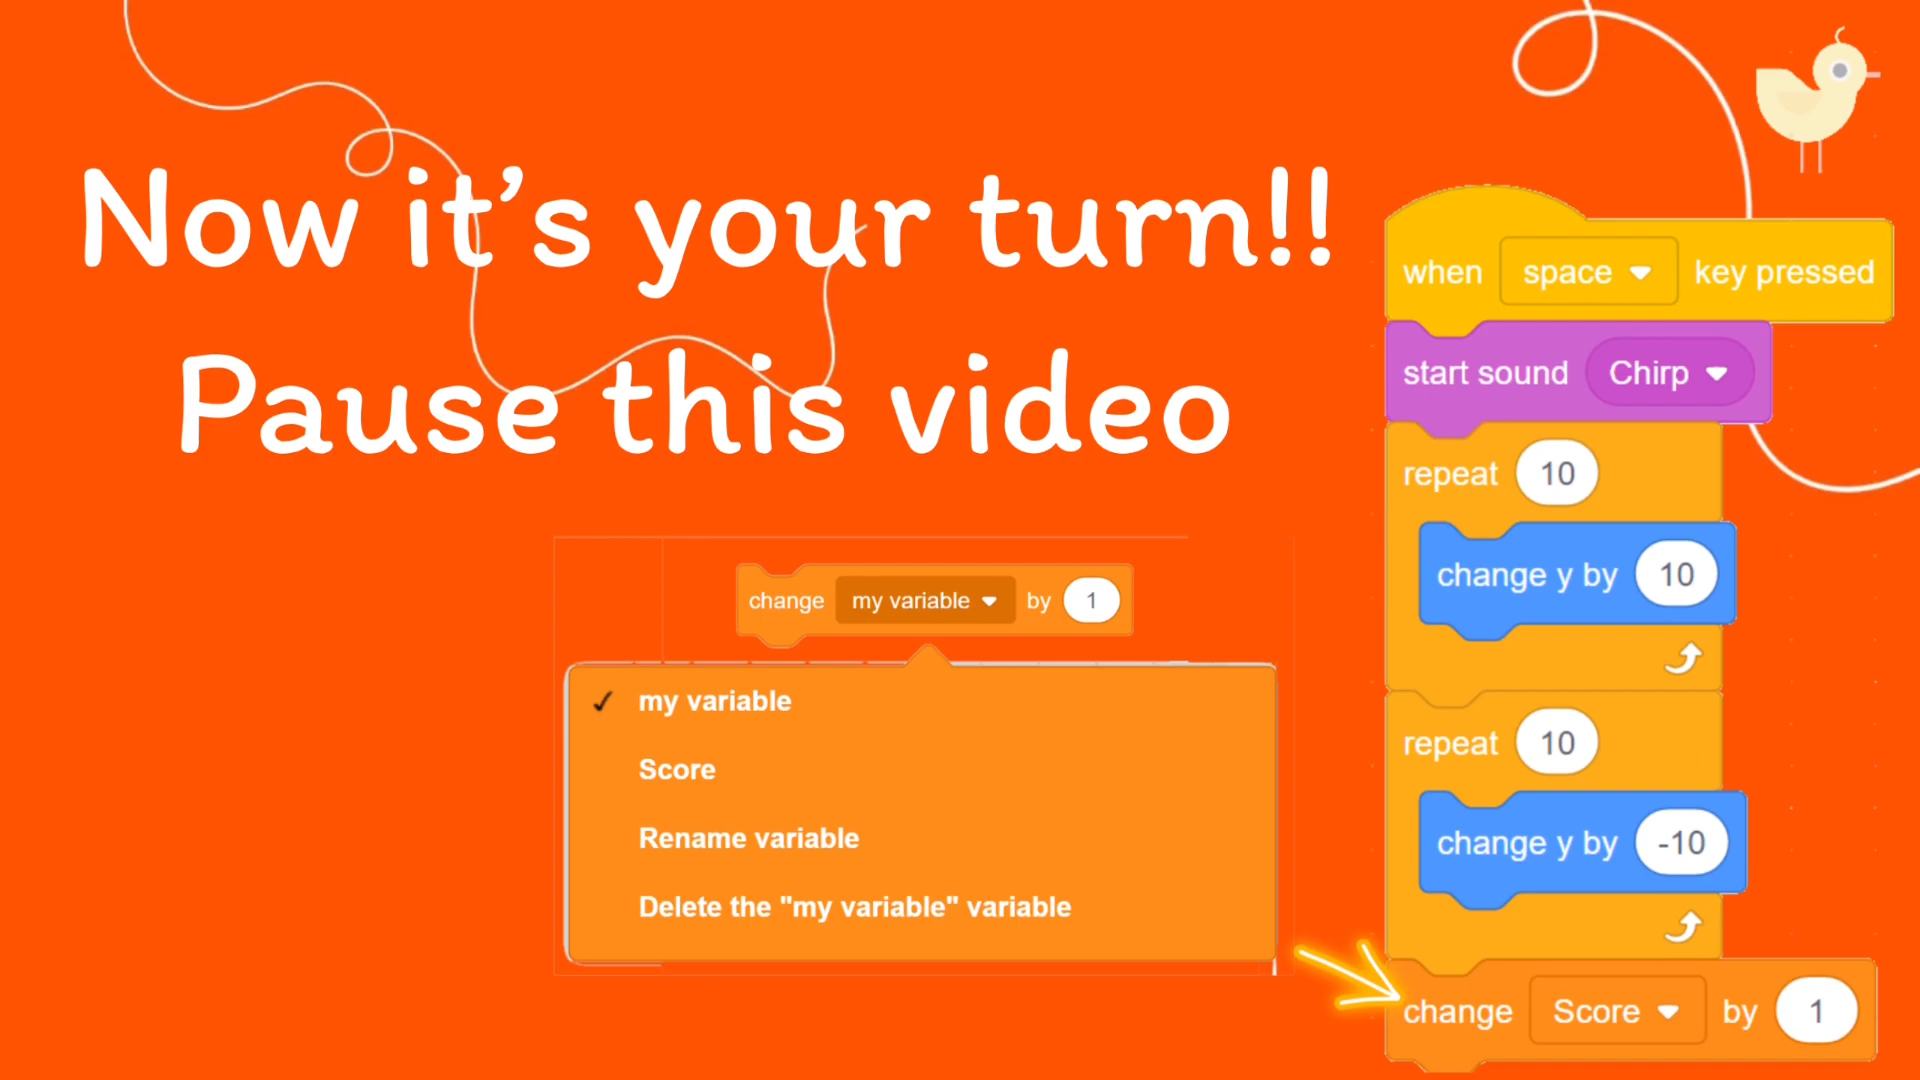 Now it's your turn!!
Pause this video
change my variable by 1
✓ my variable
Score
Rename variable
Delete the "my variable" variable
when space key pressed
start sound Chirp
repeat 10
change y by 10
repeat 10
change y by -10
change Score by 1